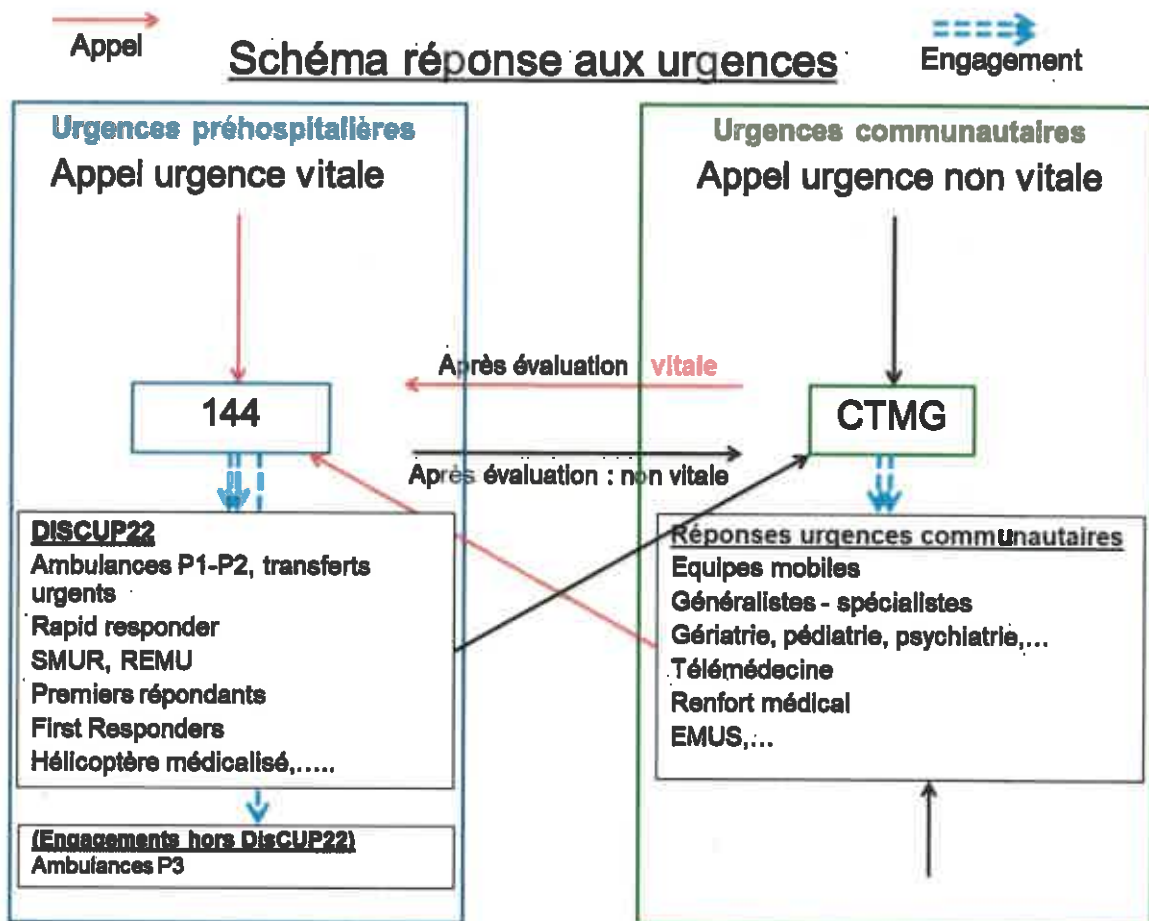 Appel
Schéma réponse aux urgences
Engagement
Urgences préhospitalières
Appel urgence vitale
Urgences communautaires
Appel urgence non vitale
Après évaluation vitale
144
CTMG
Après évaluation : non vitale
DISCUP22
Ambulances P1-P2, transferts
urgents
Rapid responder
SMUR, REMU
Premiers répondants
First Responders
Hélicoptère médicalisé,.....
(Engagements hors DisCUP22)
Ambulances P3
Réponses urgences communautaires
Equipes mobiles
Généralistes - spécialistes
Gériatrie, pédiatrie, psychiatrie,...
Télémédecine
Renfort médical
EMUS,...